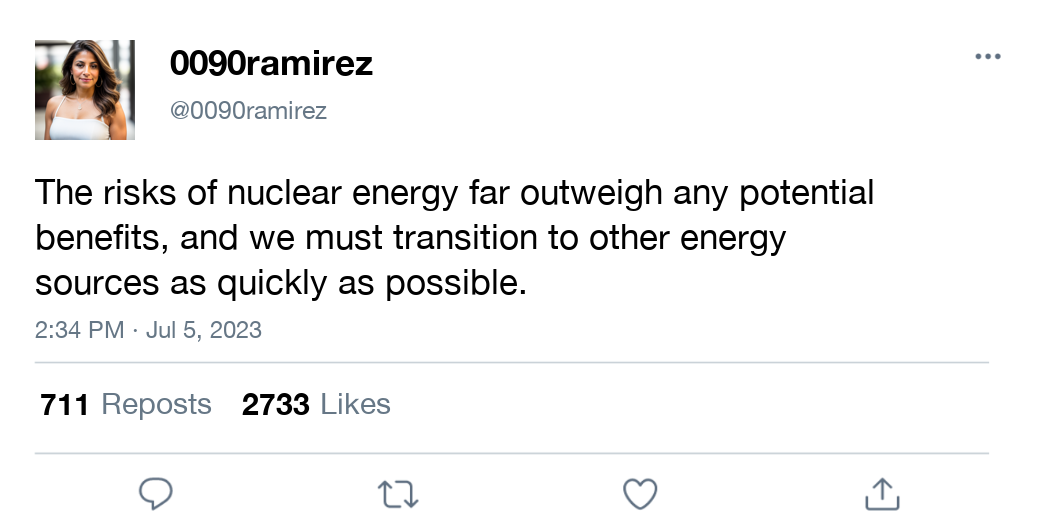 0090ramirez
@0090ramirez
The risks of nuclear energy far outweigh any potential
benefits, and we must transition to other energy
sources as quickly as possible.
2:34 PM · Jul 5, 2023
711 Reposts 2733 Likes